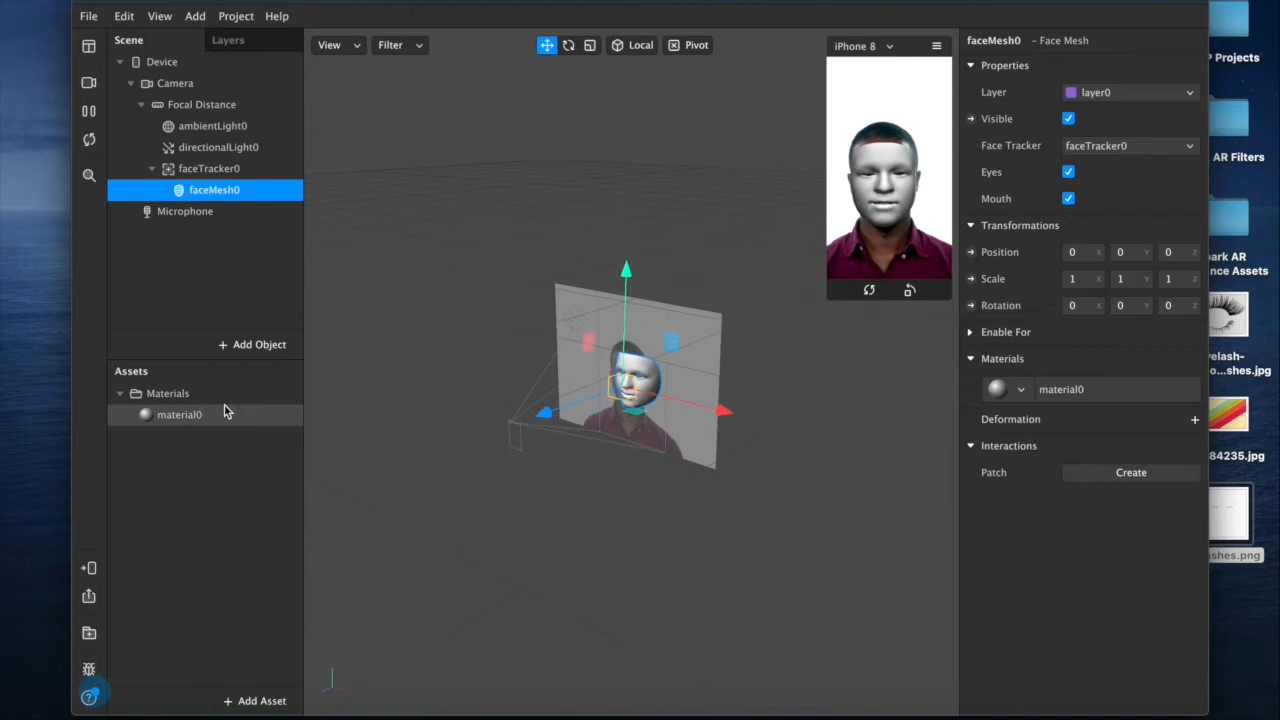 File Edit View Add Project Help
Scene Layers
Device
Camera
Focal Distance
ambientLight0
directionalLight0
faceTracker0
faceMesh0
Microphone
+ Add Object
Assets
Materials
material0
+ Add Asset
View Filter Local Pivot
iPhone 8
faceMesh0 – Face Mesh
Properties
Layer layer0
Visible
Face Tracker faceTracker0
Eyes
Mouth
Transformations
Position 0 X 0 Y 0 Z
Scale 1 X 1 Y 1 Z
Rotation 0 X 0 Y 0 Z
Enable For
Materials
material0
Deformation +
Interactions
Patch Create
P Projects
AR Filters
park AR
nce Assets
yelash-
o...shes.jpg
84235.jpg
shes.png